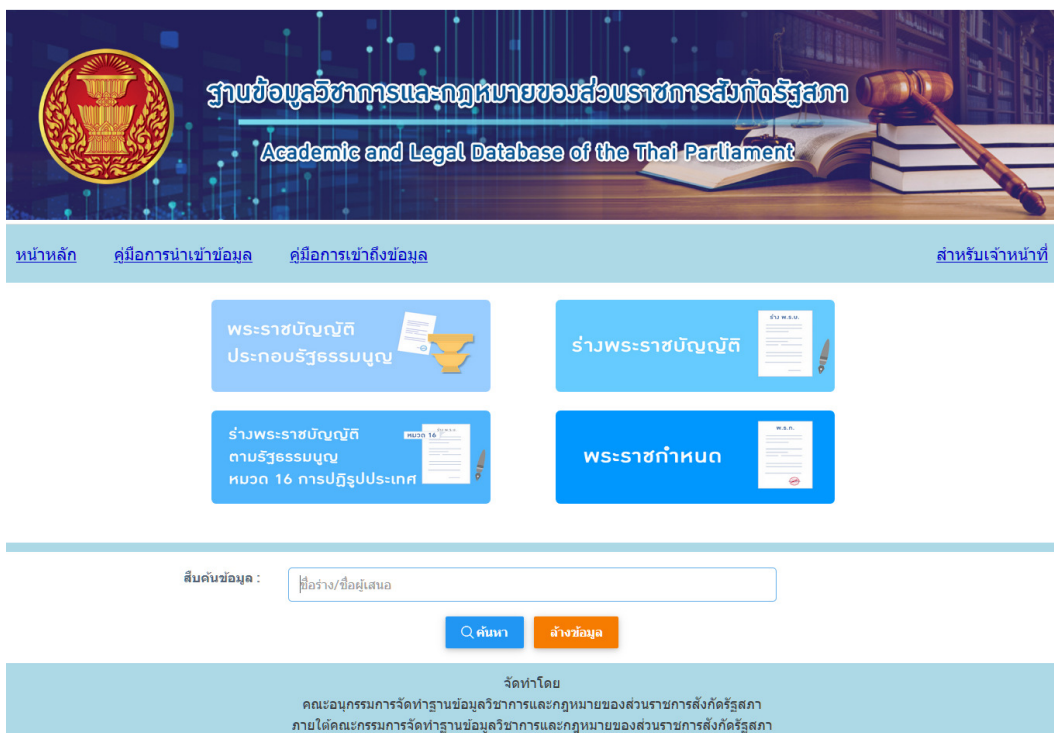 ฐานข้อมูลวิชาการและกฎหมายของส่วนราชการสังกัดรัฐสภา
Academic and Legal Database of the Thai Parliament
หน้าหลัก คู่มือการนำเข้าข้อมูล คู่มือการเข้าถึงข้อมูล สำหรับเจ้าหน้าที่
พระราชบัญญัติ
ประกอบรัฐธรรมนูญ
ร่างพระราชบัญญัติ
ร่าง พ.ร.บ.
ร่างพระราชบัญญัติ
ตามรัฐธรรมนูญ
หมวด 16 การปฏิรูปประเทศ
หมวด 16
ร่าง พ.ร.บ.
พระราชกำหนด
พ.ร.ก.
สืบค้นข้อมูล :
ชื่อร่าง/ชื่อผู้เสนอ
ค้นหา ล้างข้อมูล
จัดทำโดย
คณะอนุกรรมการจัดทำฐานข้อมูลวิชาการและกฎหมายของส่วนราชการสังกัดรัฐสภา
ภายใต้คณะกรรมการจัดทำฐานข้อมูลวิชาการและกฎหมายของส่วนราชการสังกัดรัฐสภา